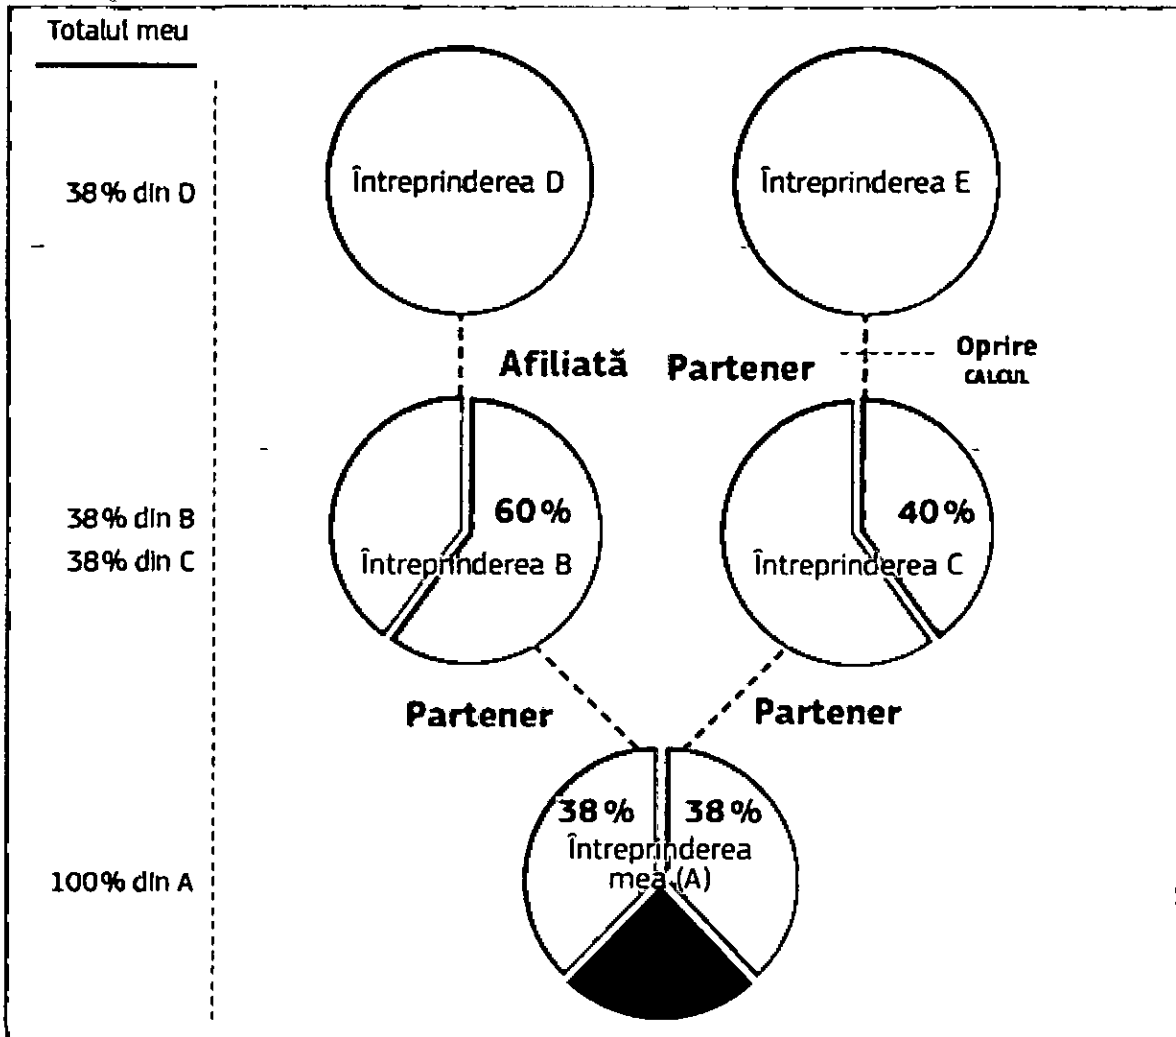 Totalul meu
Întreprinderea D
Întreprinderea E
38% din D
Afiliată
Partener
Oprire
CALCUL
60%
40%
38% din B
38% din C
Întreprinderea B
Întreprinderea C
Partener
Partener
38%
38%
Întreprinderea
mea (A)
100% din A